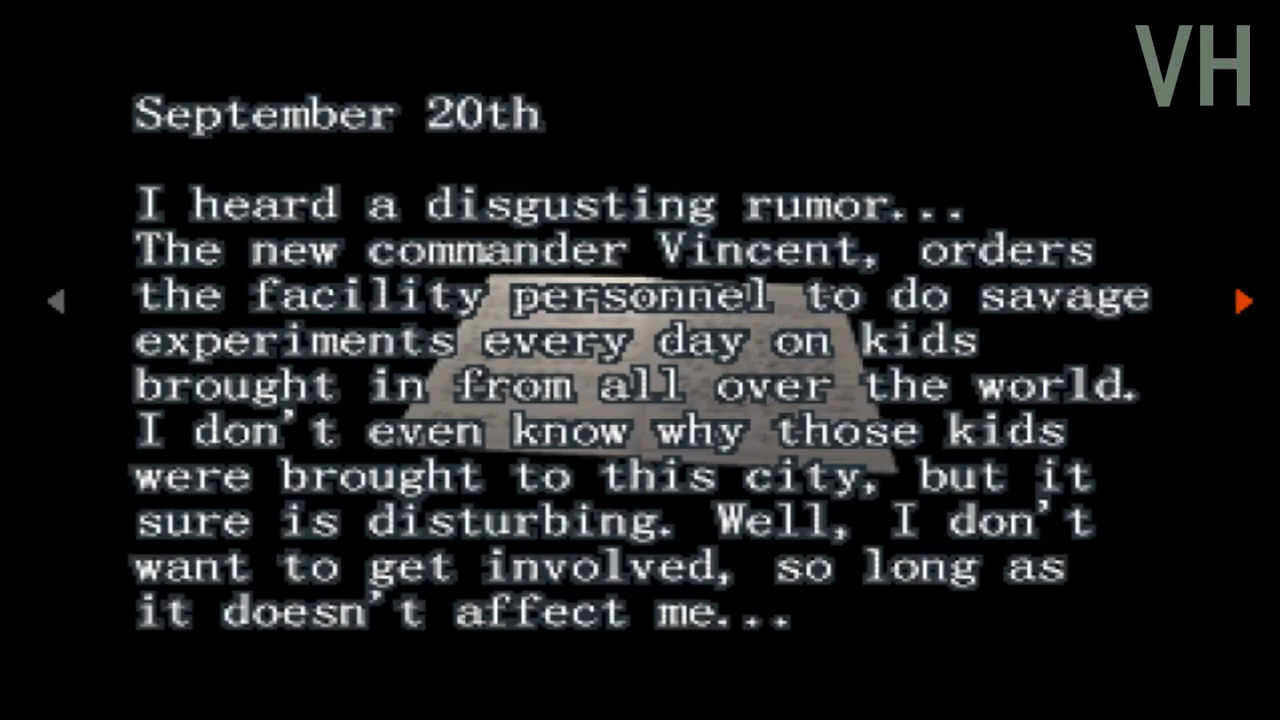 VH
September 20th
I heard a disgusting rumor...
The new commander Vincent, orders
the facility personnel to do savage
experiments every day on kids
brought in from all over the world.
I don't even know why those kids
were brought to this city, but it
sure is disturbing. Well, I don't
want to get involved, so long as
it doesn't affect me...